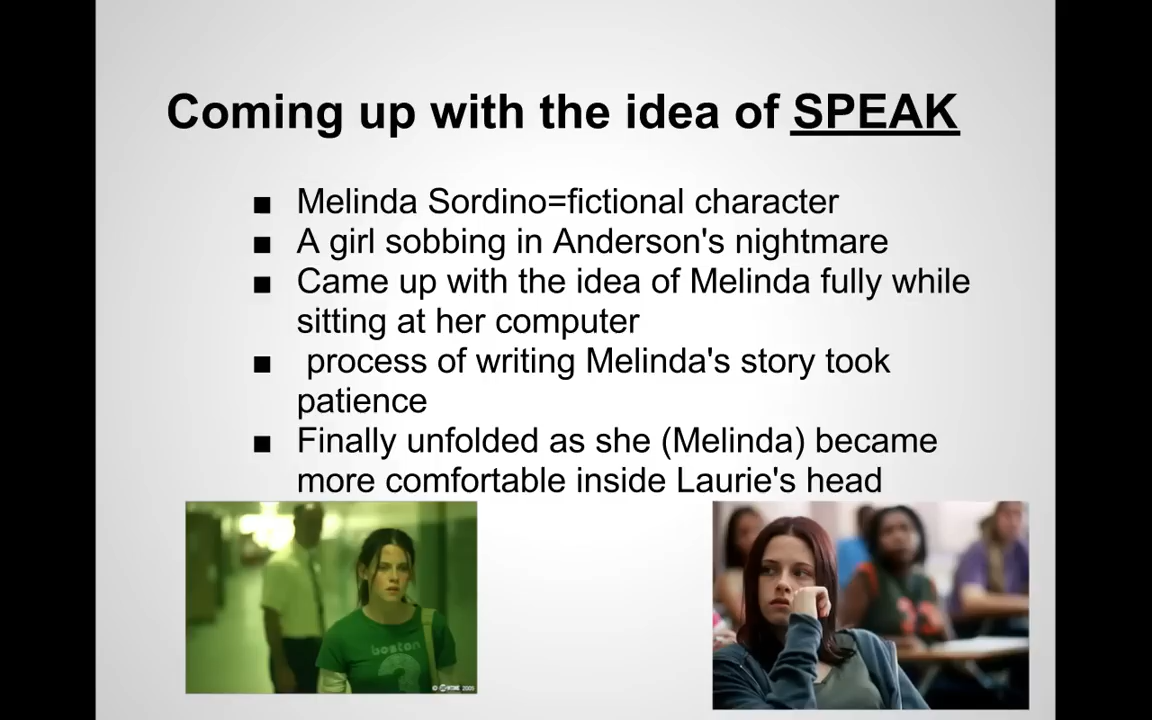 Coming up with the idea of SPEAK
■ Melinda Sordino=fictional character
■ A girl sobbing in Anderson's nightmare
■ Came up with the idea of Melinda fully while
sitting at her computer
■ process of writing Melinda's story took
patience
■ Finally unfolded as she (Melinda) became
more comfortable inside Laurie's head
boston
© SHOWTIME 2005